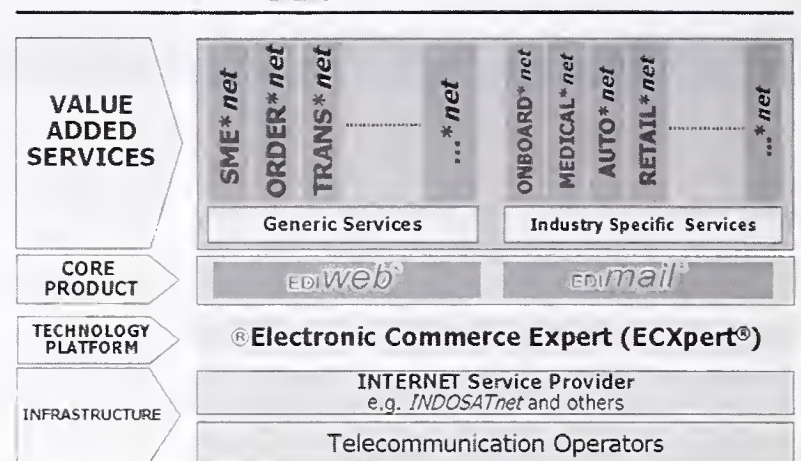 VALUE
ADDED
SERVICES
SME*net
ORDER*net
TRANS*net
...*net
ONBOARD*net
MEDICAL*net
AUTO*net
RETAIL*net
...*net
Generic Services
Industry Specific Services
CORE
PRODUCT
EDIweb
EDImail
TECHNOLOGY
PLATFORM
®Electronic Commerce Expert (ECXpert®)
INFRASTRUCTURE
INTERNET Service Provider
e.g. INDOSATnet and others
Telecommunication Operators